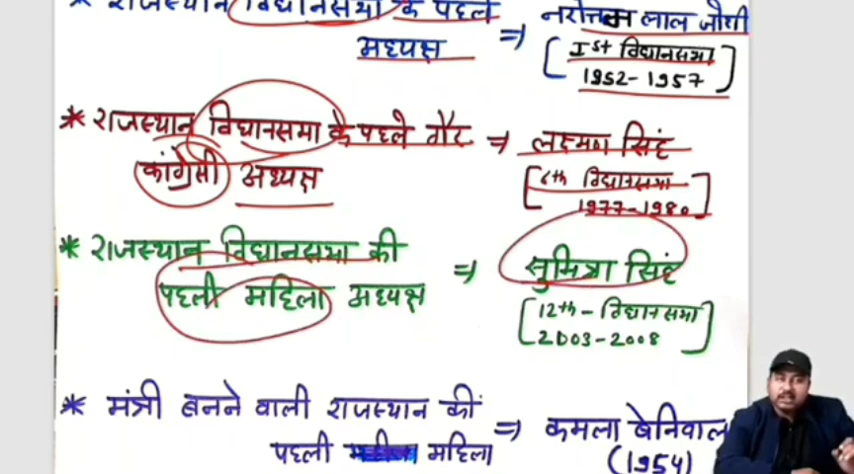 * राजस्थान विधानसभा के पहले ⇒ नरोत्तम लाल जोशी
अध्यक्ष [Ist विधानसभा
1952-1957]
* राजस्थान विधानसभा के पहले गैर ⇒ लक्ष्मण सिंह
कांग्रेसी अध्यक्ष [6th विधानसभा
1977-1980]
* राजस्थान विधानसभा की ⇒ सुमित्रा सिंह
पहली महिला अध्यक्ष [12th - विधानसभा
2003-2008]
* मंत्री बनने वाली राजस्थान की ⇒ कमला बेनिवाल
पहली महिला (1954)